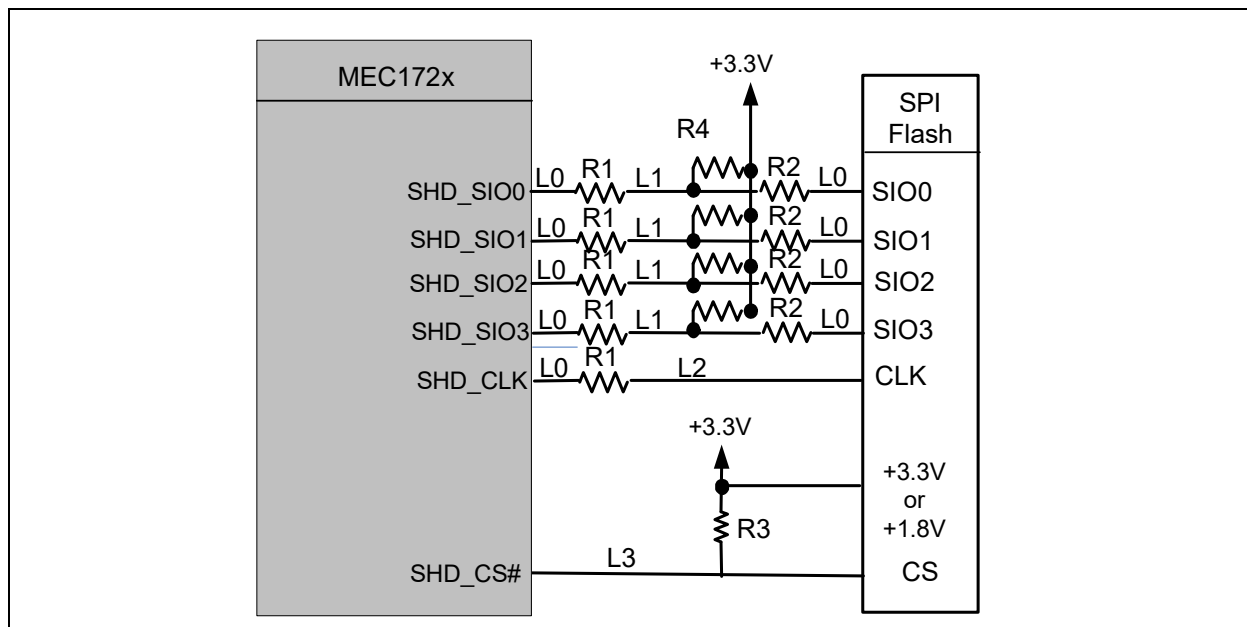 MEC172x
+3.3V
SPI
Flash
R4
SHD_SIO0 L0 R1 L1 R2 L0 SIO0
SHD_SIO1 L0 R1 L1 R2 L0 SIO1
SHD_SIO2 L0 R1 L1 R2 L0 SIO2
SHD_SIO3 L0 R1 L1 R2 L0 SIO3
SHD_CLK L0 R1 L2 CLK
+3.3V
+3.3V
or
+1.8V
R3
SHD_CS# L3 CS